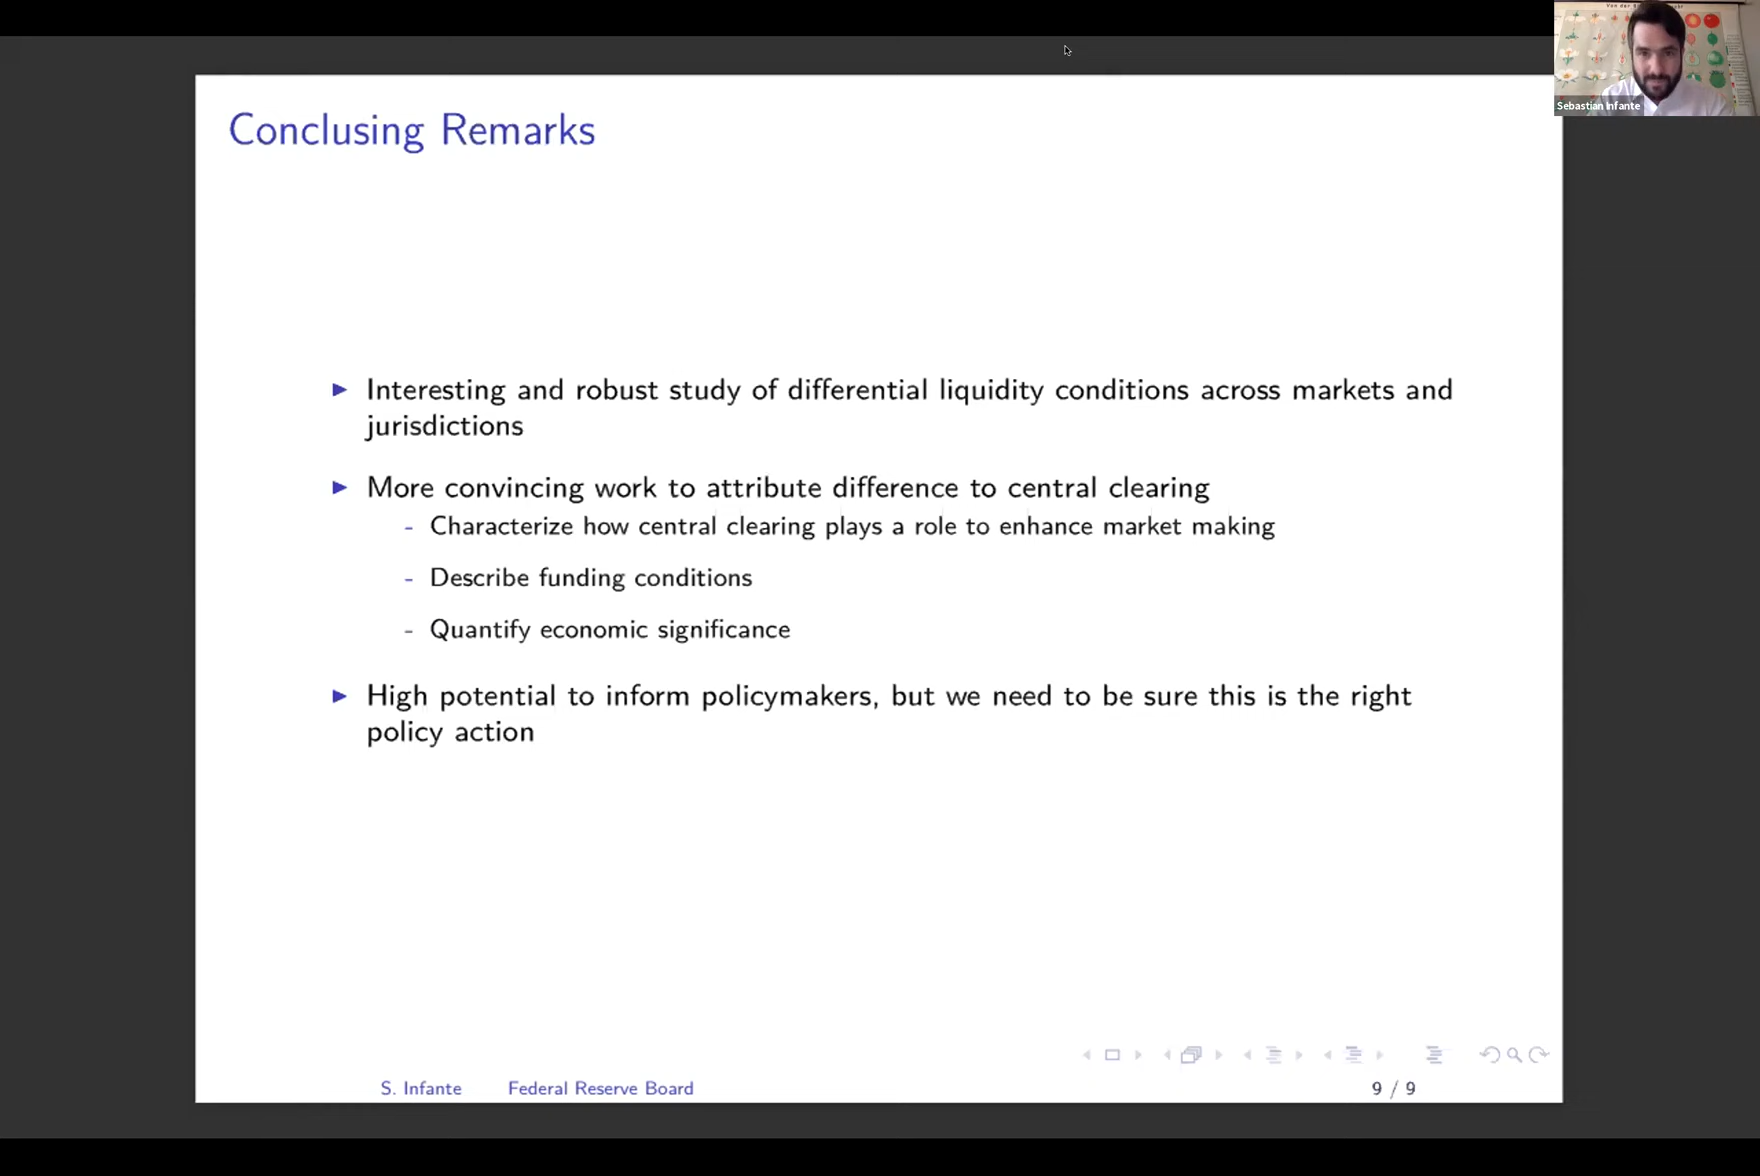 Sebastian Infante
Conclusing Remarks
▶ Interesting and robust study of differential liquidity conditions across markets and
jurisdictions
▶ More convincing work to attribute difference to central clearing
- Characterize how central clearing plays a role to enhance market making
- Describe funding conditions
- Quantify economic significance
▶ High potential to inform policymakers, but we need to be sure this is the right
policy action
S. Infante Federal Reserve Board 9 / 9